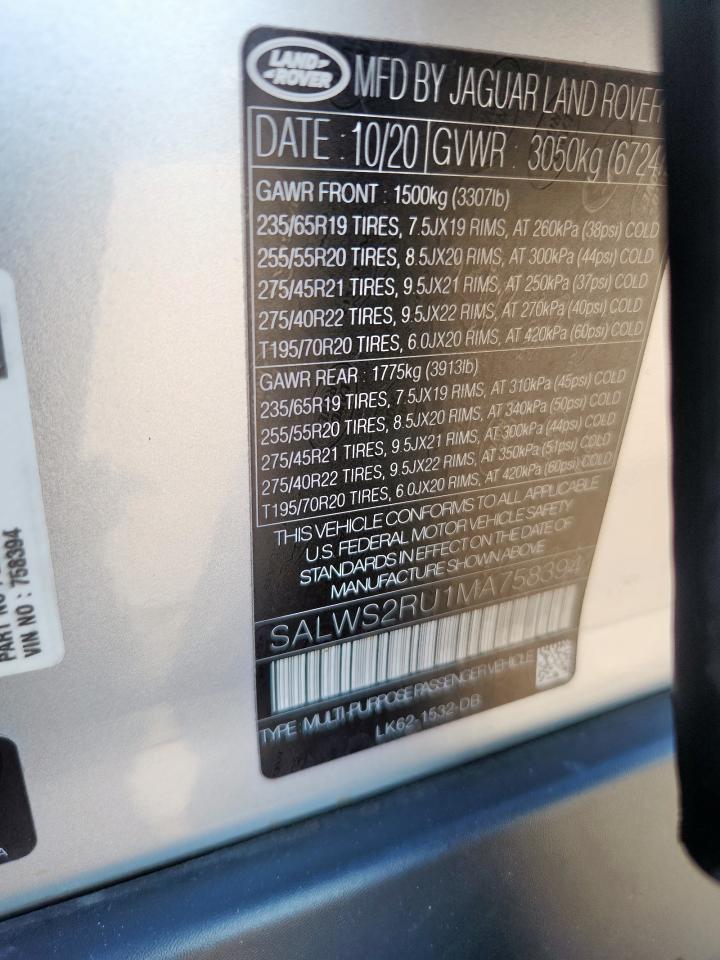 LAND ROVER
MFD BY JAGUAR LAND ROVER
DATE : 10/20 GVWR : 3050kg (6724
GAWR FRONT : 1500kg (3307lb)
235/65R19 TIRES, 7.5JX19 RIMS, AT 260kPa (38psi) COLD
255/55R20 TIRES, 8.5JX20 RIMS, AT 300kPa (44psi) COLD
275/45R21 TIRES, 9.5JX21 RIMS, AT 250kPa (37psi) COLD
275/40R22 TIRES, 9.5JX22 RIMS, AT 270kPa (40psi) COLD
T195/70R20 TIRES, 6.0JX20 RIMS, AT 420kPa (60psi) COLD
GAWR REAR : 1775kg (3913lb)
235/65R19 TIRES, 7.5JX19 RIMS, AT 310kPa (45psi) COLD
255/55R20 TIRES, 8.5JX20 RIMS, AT 340kPa (50psi) COLD
275/45R21 TIRES, 9.5JX21 RIMS, AT 300kPa (44psi) COLD
275/40R22 TIRES, 9.5JX22 RIMS, AT 350kPa (51psi) COLD
T195/70R20 TIRES, 6.0JX20 RIMS, AT 420kPa (60psi) COLD
THIS VEHICLE CONFORMS TO ALL APPLICABLE
U.S. FEDERAL MOTOR VEHICLE SAFETY
STANDARDS IN EFFECT ON THE DATE OF
MANUFACTURE SHOWN ABOVE
SALWS2RU1MA758394
TYPE : MULTI-PURPOSE PASSENGER VEHICLE
LK62-1532-DB
PART NO
VIN NO : 758394